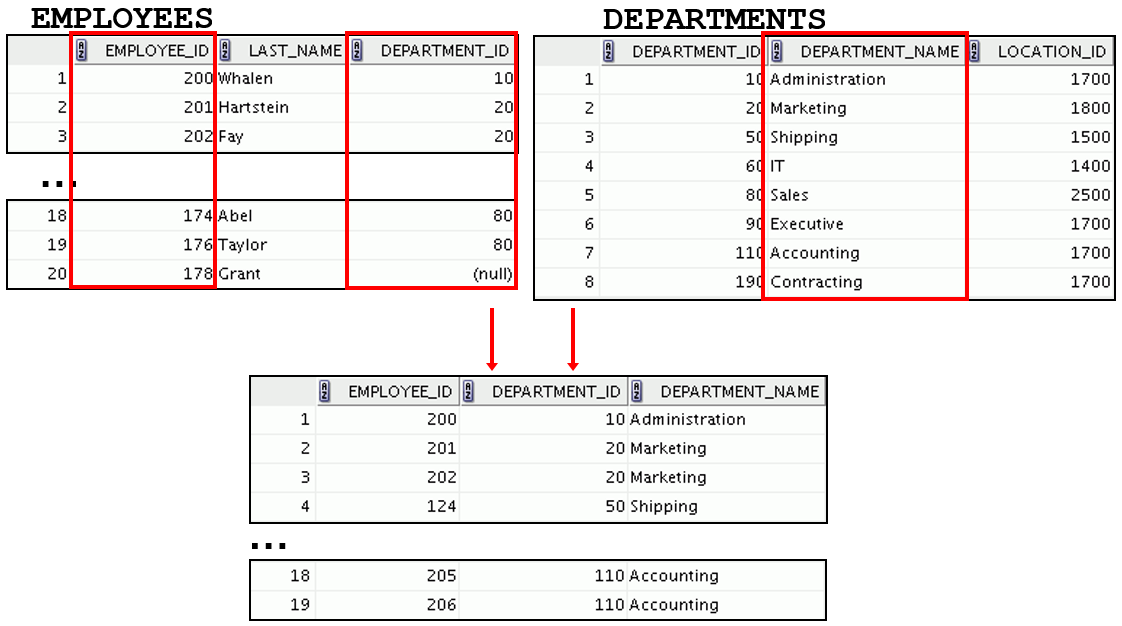 EMPLOYEES
EMPLOYEE_ID LAST_NAME DEPARTMENT_ID
1 200 Whalen 10
2 201 Hartstein 20
3 202 Fay 20
...
18 174 Abel 80
19 176 Taylor 80
20 178 Grant (null)
DEPARTMENTS
DEPARTMENT_ID DEPARTMENT_NAME LOCATION_ID
1 10 Administration 1700
2 20 Marketing 1800
3 50 Shipping 1500
4 60 IT 1400
5 80 Sales 2500
6 90 Executive 1700
7 110 Accounting 1700
8 190 Contracting 1700
EMPLOYEE_ID DEPARTMENT_ID DEPARTMENT_NAME
1 200 10 Administration
2 201 20 Marketing
3 202 20 Marketing
4 124 50 Shipping
...
18 205 110 Accounting
19 206 110 Accounting